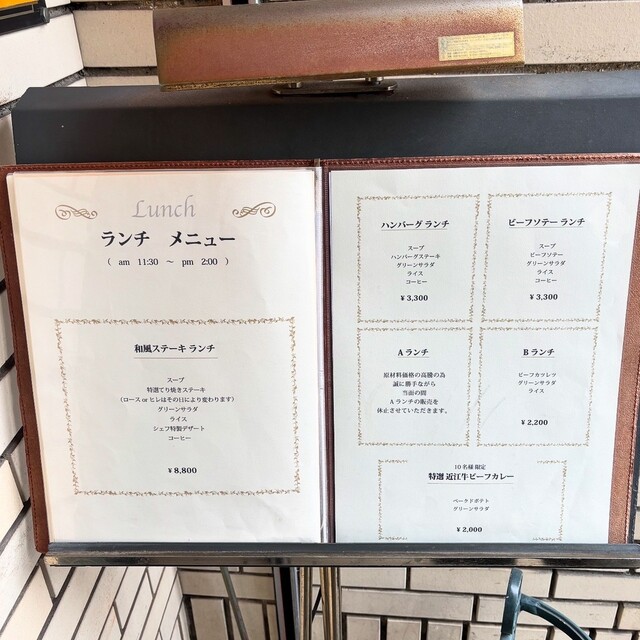 Lunch
ランチ メニュー
( am 11:30 ～ pm 2:00 )
和風ステーキ ランチ
スープ
特選てり焼きステーキ
(ロース or ヒレはその日により変わります)
グリーンサラダ
ライス
シェフ特製デザート
コーヒー
¥8,800
ハンバーグ ランチ
スープ
ハンバーグステーキ
グリーンサラダ
ライス
コーヒー
¥3,300
ビーフソテー ランチ
スープ
ビーフソテー
グリーンサラダ
ライス
コーヒー
¥3,300
A ランチ
原材料価格の高騰の為
誠に勝手ながら
当面の間
Aランチの販売を
休止させていただきます。
B ランチ
ビーフカツレツ
グリーンサラダ
ライス
¥2,200
10名様 限定
特選 近江牛ビーフカレー
ベークドポテト
グリーンサラダ
¥2,000